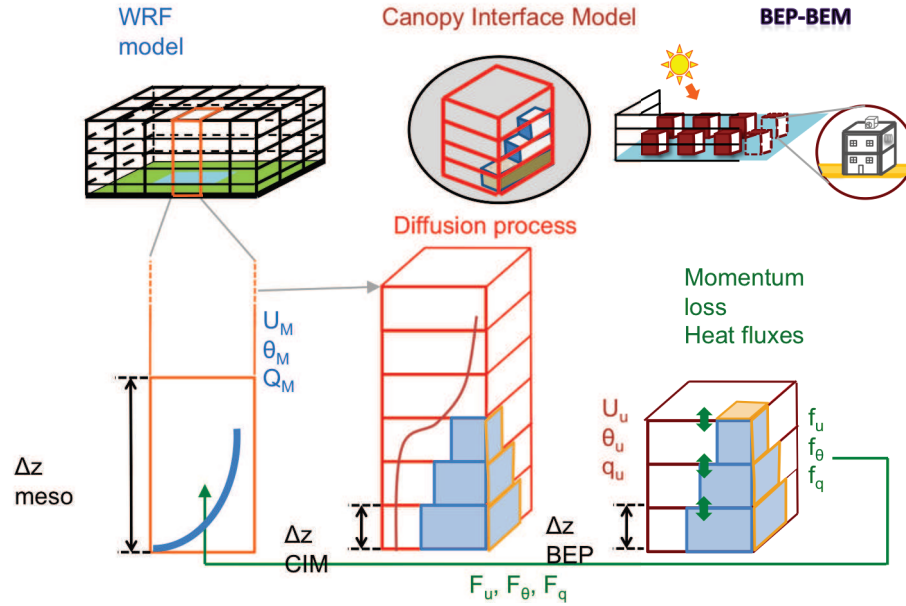 WRF
model
Canopy Interface Model
BEP-BEM
Diffusion process
Momentum
loss
Heat fluxes
U_M
θ_M
Q_M
U_u
θ_u
q_u
f_u
f_θ
f_q
Δz
meso
Δz
CIM
Δz
BEP
F_u, F_θ, F_q